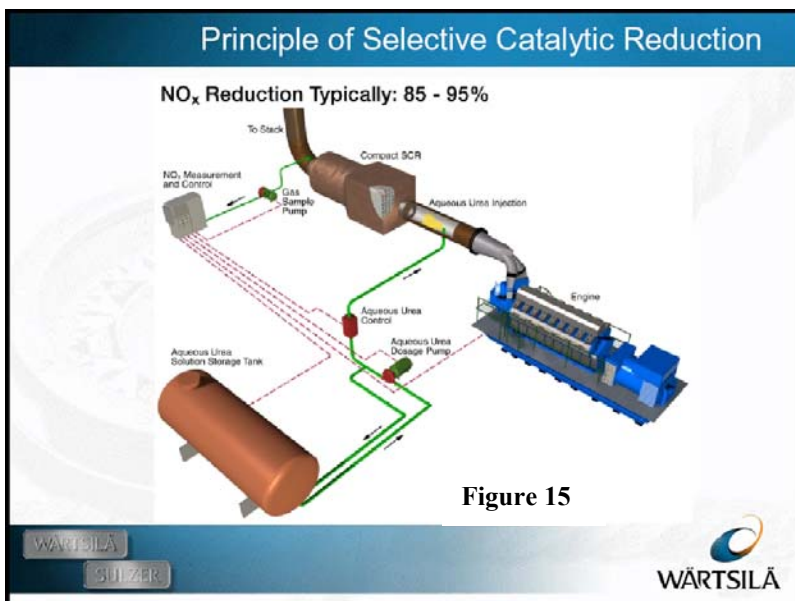 Principle of Selective Catalytic Reduction
NOx Reduction Typically: 85 - 95%
To Stack
Compact SCR
NOx Measurement
and Control
Gas
Sample
Pump
Aqueous Urea Injection
Engine
Aqueous Urea
Control
Aqueous Urea
Dosage Pump
Aqueous Urea
Solution Storage Tank
Figure 15
WÄRTSILÄ
SULZER
WÄRTSILÄ